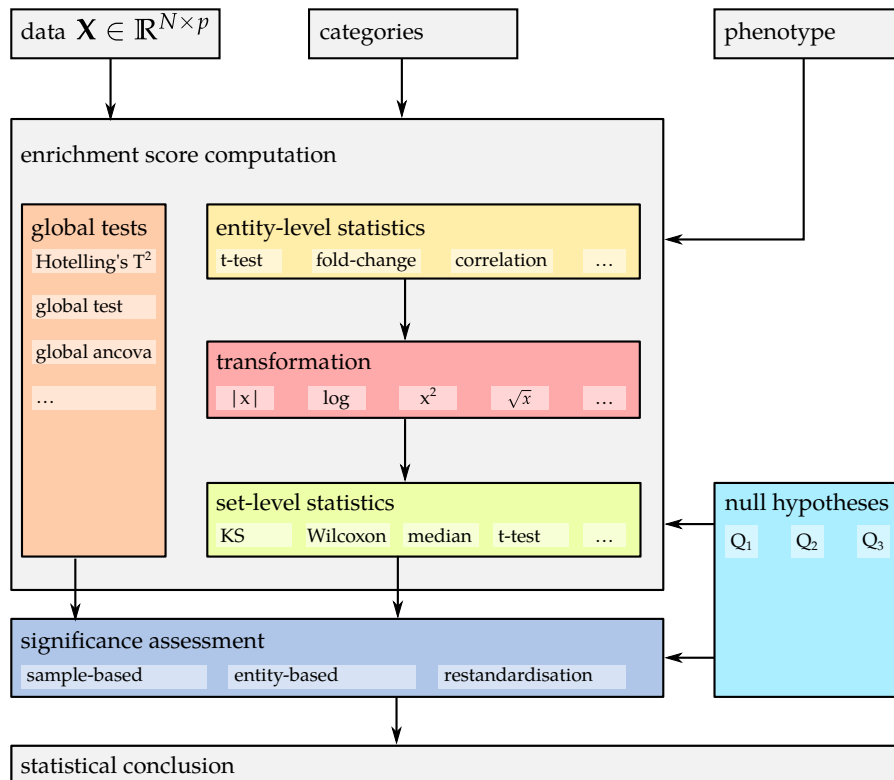 data X ∈ ℝ^{N×p}
categories
phenotype
enrichment score computation
global tests
Hotelling's T²
global test
global ancova
…
entity-level statistics
t-test fold-change correlation …
transformation
|x| log x² √x …
set-level statistics
KS Wilcoxon median t-test …
null hypotheses
Q₁ Q₂ Q₃
significance assessment
sample-based entity-based restandardisation
statistical conclusion